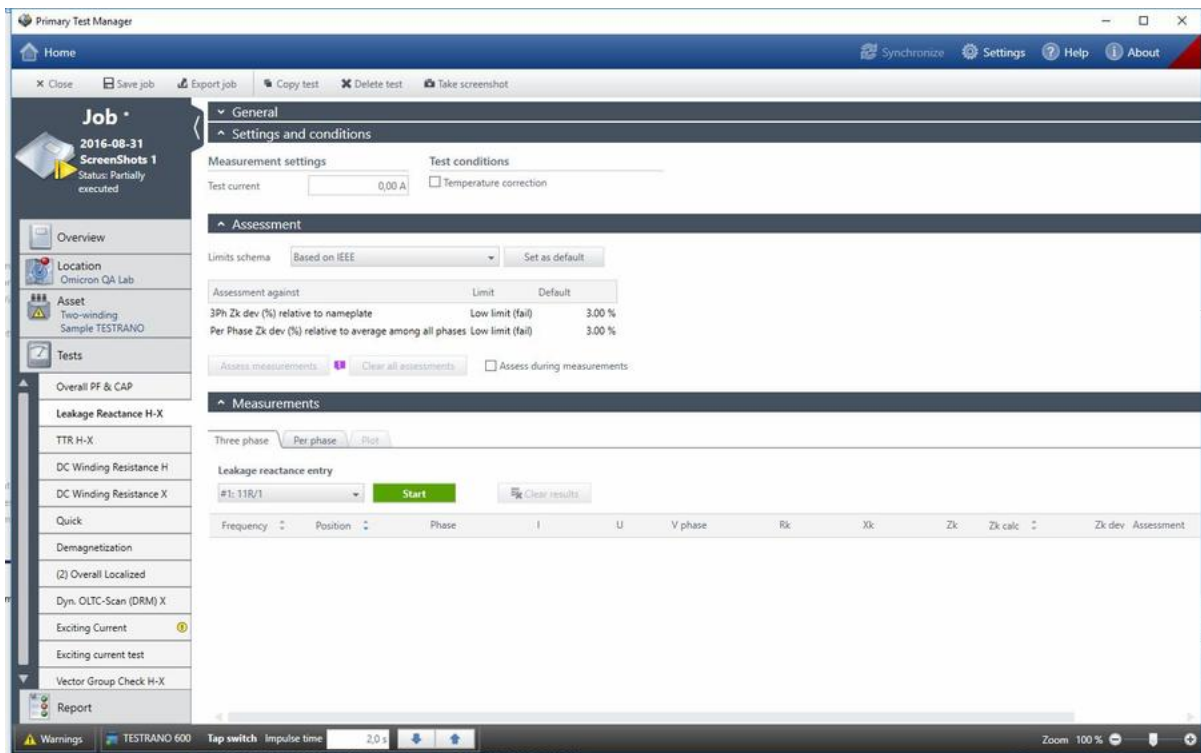 Primary Test Manager
Home
Synchronize Settings Help About
Close Save job Export job Copy test Delete test Take screenshot
Job *
2016-08-31
ScreenShots 1
Status: Partially
executed
Overview
Location
Omicron QA Lab
Asset
Two-winding
Sample TESTRANO
Tests
Overall PF & CAP
Leakage Reactance H-X
TTR H-X
DC Winding Resistance H
DC Winding Resistance X
Quick
Demagnetization
(2) Overall Localized
Dyn. OLTC-Scan (DRM) X
Exciting Current
Exciting current test
Vector Group Check H-X
Report
General
Settings and conditions
Measurement settings Test conditions
Test current 0,00 A Temperature correction
Assessment
Limits schema Based on IEEE Set as default
Assessment against Limit Default
3Ph Zk dev (%) relative to nameplate Low limit (fail) 3.00 %
Per Phase Zk dev (%) relative to average among all phases Low limit (fail) 3.00 %
Assess measurements Clear all assessments Assess during measurements
Measurements
Three phase Per phase Plot
Leakage reactance entry
#1: 11R/1 Start Clear results
Frequency Position Phase I U V phase Rk Xk Zk Zk calc Zk dev Assessment
Warnings TESTRANO 600 Tap switch Impulse time 2,0 s Zoom 100 %